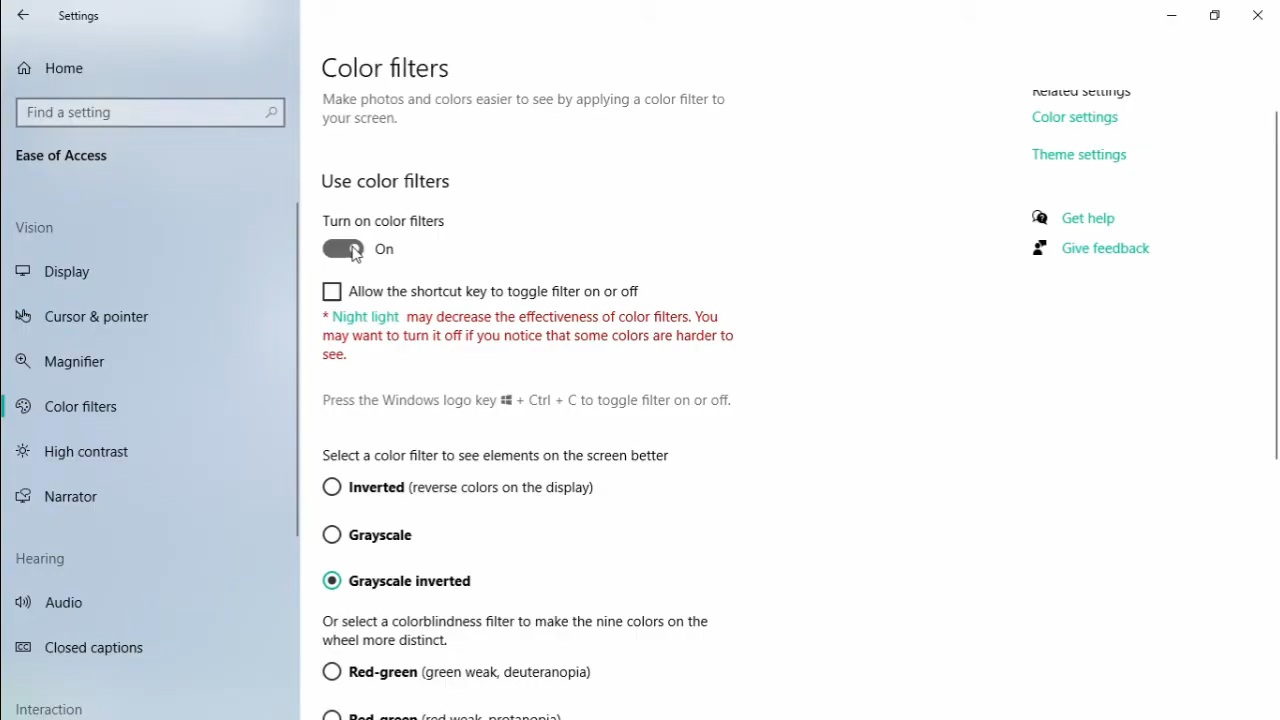 Settings
Home
Find a setting
Ease of Access
Vision
Display
Cursor & pointer
Magnifier
Color filters
High contrast
Narrator
Hearing
Audio
Closed captions
Interaction
Color filters
Make photos and colors easier to see by applying a color filter to
your screen.
Use color filters
Turn on color filters
On
Allow the shortcut key to toggle filter on or off
* Night light may decrease the effectiveness of color filters. You
may want to turn it off if you notice that some colors are harder to
see.
Press the Windows logo key + Ctrl + C to toggle filter on or off.
Select a color filter to see elements on the screen better
Inverted (reverse colors on the display)
Grayscale
Grayscale inverted
Or select a colorblindness filter to make the nine colors on the
wheel more distinct.
Red-green (green weak, deuteranopia)
Red-green (red weak, protanopia)
Related settings
Color settings
Theme settings
Get help
Give feedback